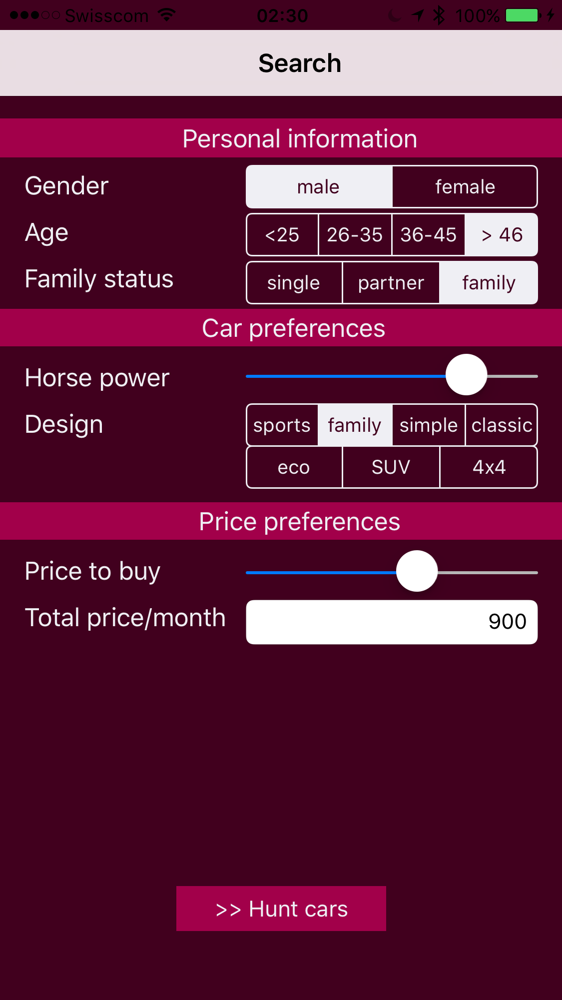 Swisscom 02:30 100%
Search
Personal information
Gender male female
Age <25 26-35 36-45 > 46
Family status single partner family
Car preferences
Horse power
Design sports family simple classic
eco SUV 4x4
Price preferences
Price to buy
Total price/month 900
>> Hunt cars